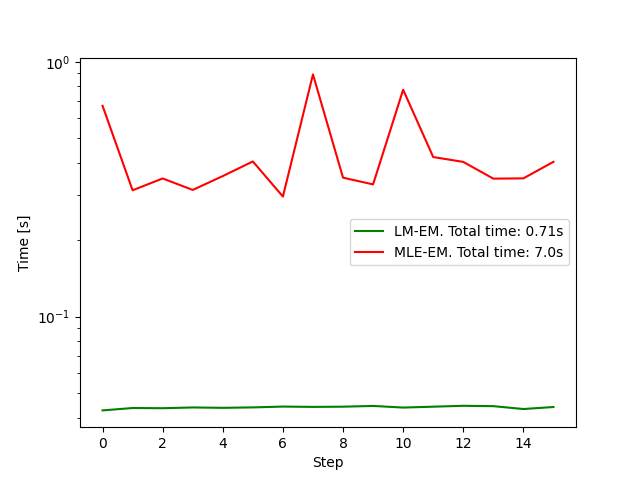 10⁰
10⁻¹
Time [s]
LM-EM. Total time: 0.71s
MLE-EM. Total time: 7.0s
0 2 4 6 8 10 12 14
Step